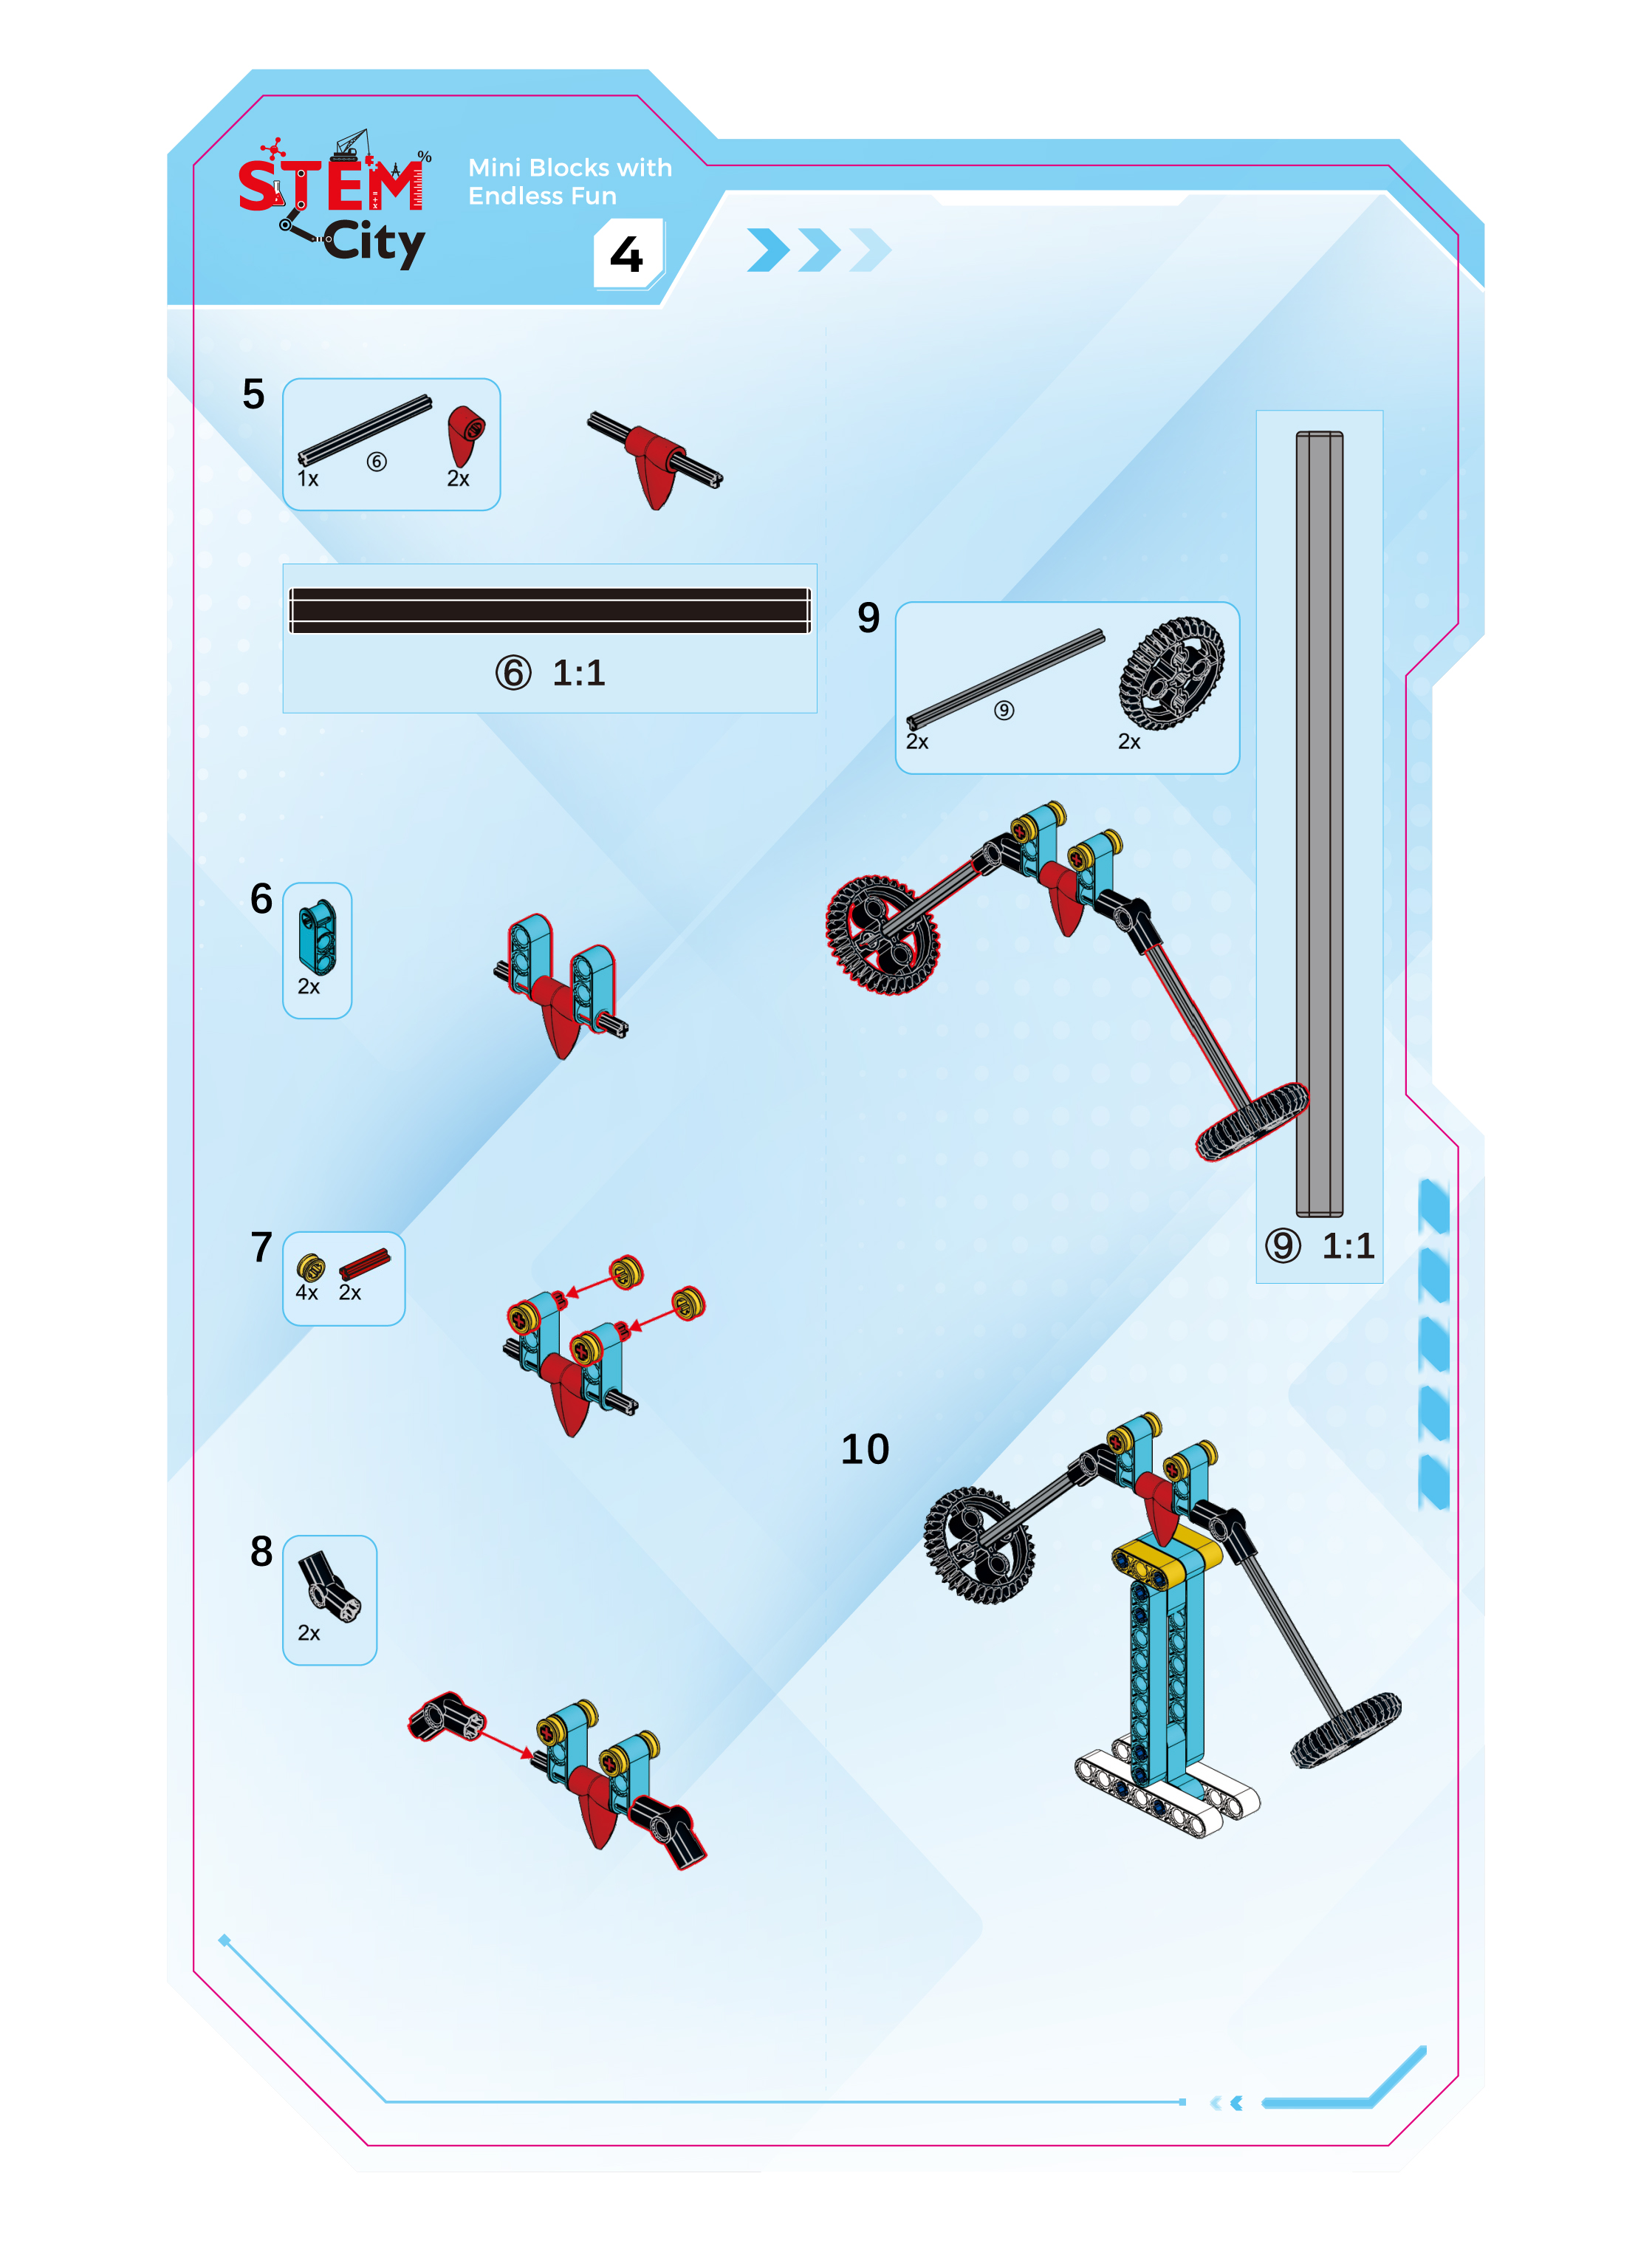 STEM%
City
Mini Blocks with
Endless Fun
4
5
1x
⑥
2x
⑥ 1:1
6
2x
7
4x
2x
8
2x
9
2x
⑨
2x
⑨ 1:1
10